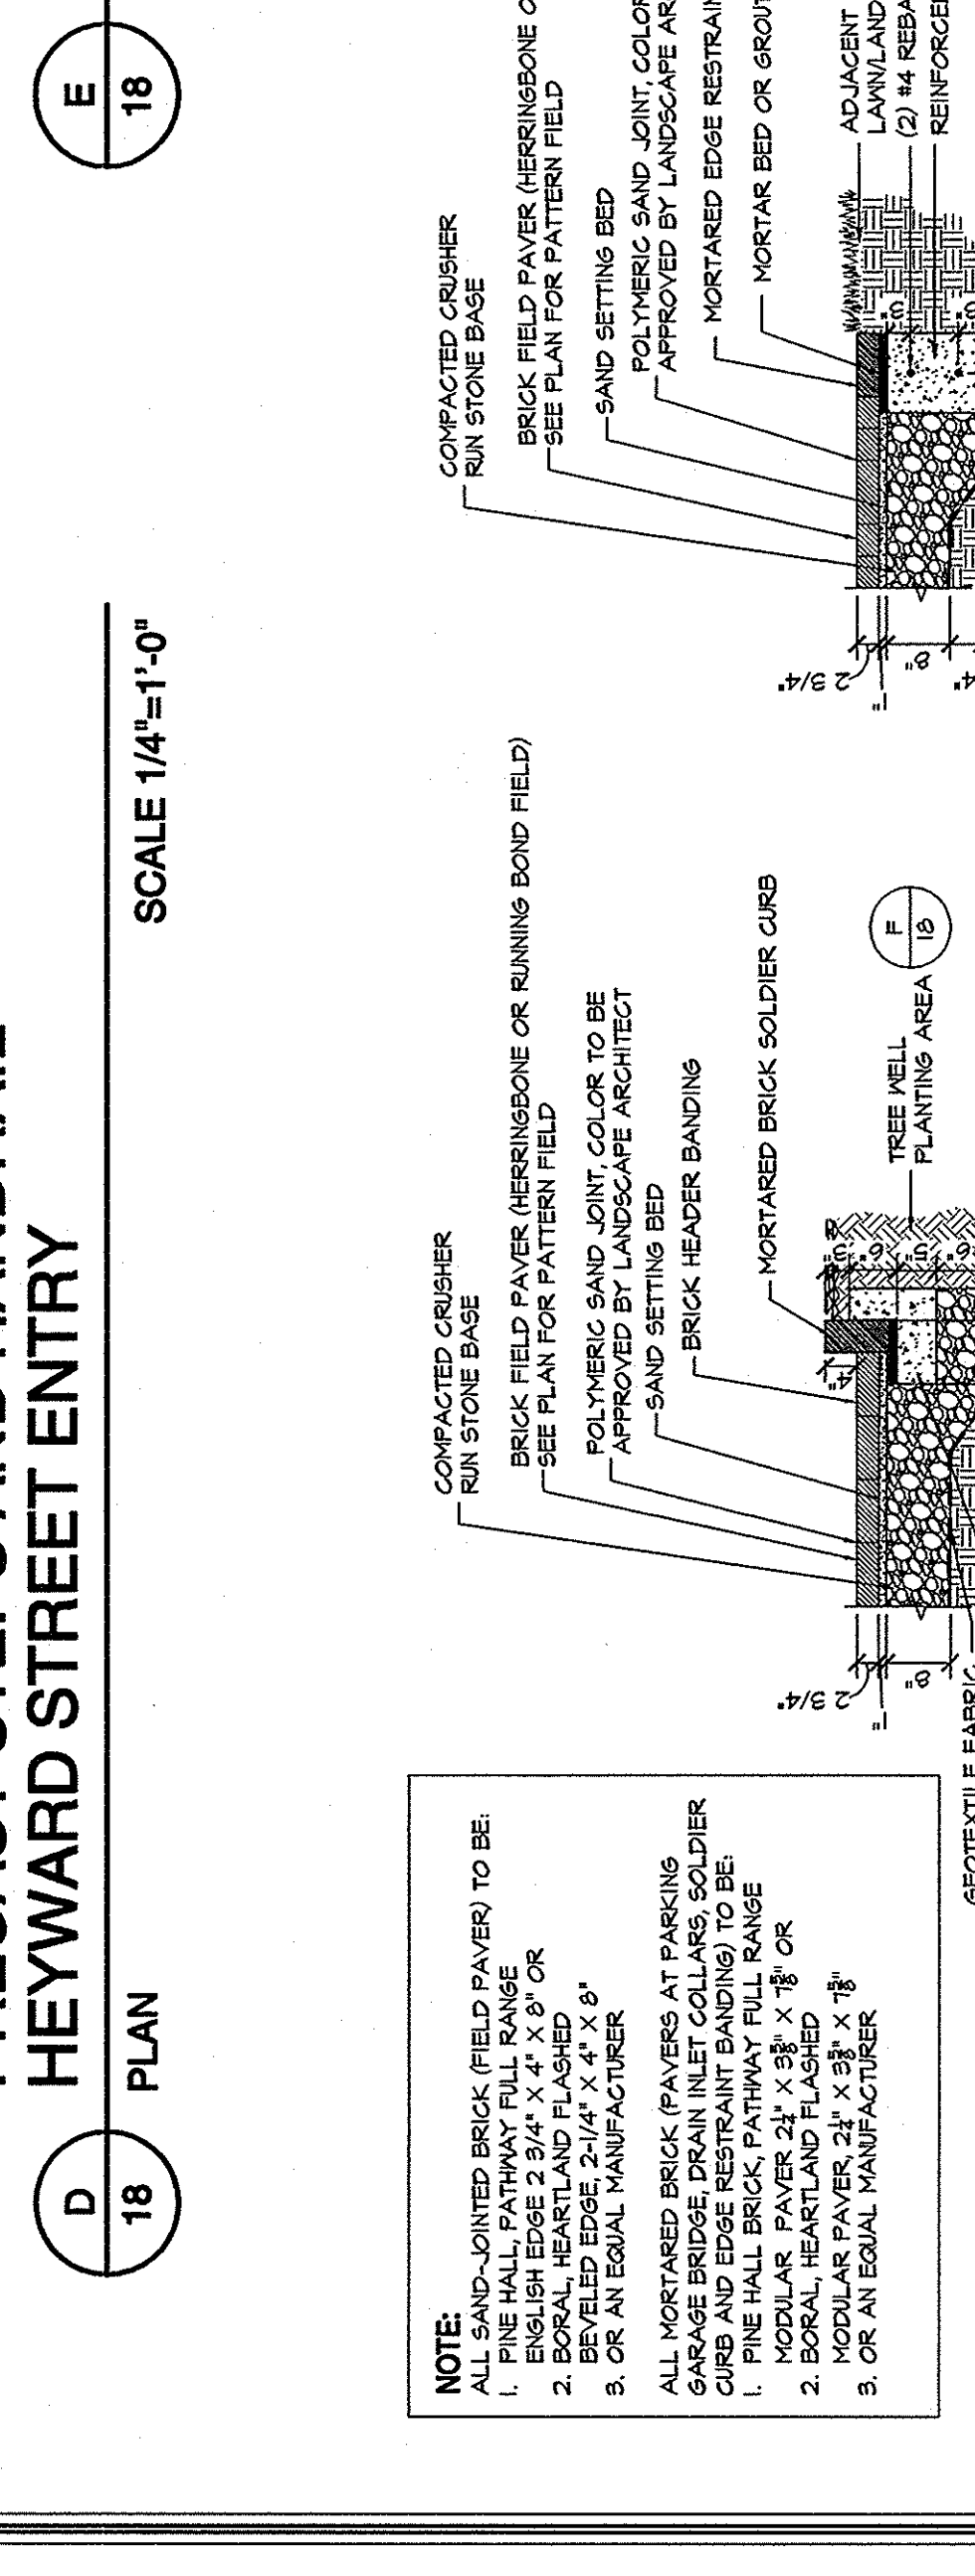 HEYWARD STREET ENTRY
D
18
PLAN
SCALE 1/4"=1'-0"
E
18
NOTE:
ALL SAND-JOINTED BRICK (FIELD PAVER) TO BE:
1. PINE HALL, PATHWAY FULL RANGE
ENGLISH EDGE 2 3/4" X 4" X 8" OR
2. BORAL, HEARTLAND FLASHED
BEVELED EDGE, 2-1/4" X 4" X 8"
3. OR AN EQUAL MANUFACTURER
ALL MORTARED BRICK (PAVERS AT PARKING
GARAGE BRIDGE, DRAIN INLET COLLARS, SOLDIER
CURB AND EDGE RESTRAINT BANDING) TO BE:
1. PINE HALL BRICK, PATHWAY FULL RANGE
MODULAR PAVER 2¼" X 3⅝" X 7⅝" OR
2. BORAL, HEARTLAND FLASHED
MODULAR PAVER, 2¼" X 3⅝" X 7⅝"
3. OR AN EQUAL MANUFACTURER
COMPACTED CRUSHER
RUN STONE BASE
BRICK FIELD PAVER (HERRINGBONE OR RUNNING BOND FIELD)
SEE PLAN FOR PATTERN FIELD
POLYMERIC SAND JOINT, COLOR TO BE
APPROVED BY LANDSCAPE ARCHITECT
SAND SETTING BED
BRICK HEADER BANDING
MORTARED BRICK SOLDIER CURB
F
18
TREE WELL
PLANTING AREA
2 3/4"
1"
8"
4"
3"
6"
5"
6"
GEOTEXTILE FABRIC
COMPACTED CRUSHER
RUN STONE BASE
BRICK FIELD PAVER (HERRINGBONE O
SEE PLAN FOR PATTERN FIELD
SAND SETTING BED
POLYMERIC SAND JOINT, COLOR
APPROVED BY LANDSCAPE AR
MORTARED EDGE RESTRAIN
MORTAR BED OR GROUT
ADJACENT
LAWN/LAND
(2) #4 REBA
REINFORCE
2 3/4"
1"
8"
4"
3"